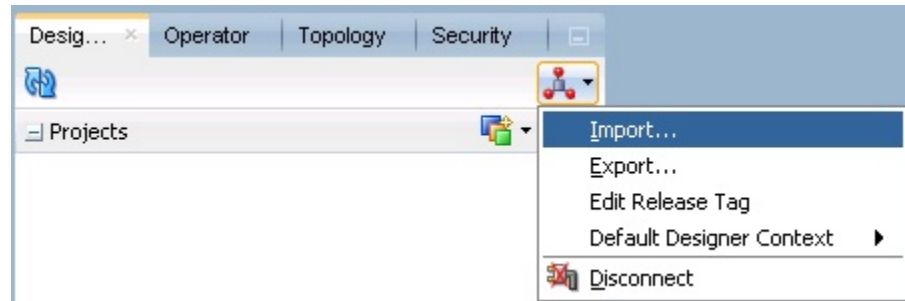 Desig... Operator Topology Security
Projects
Import...
Export...
Edit Release Tag
Default Designer Context
Disconnect